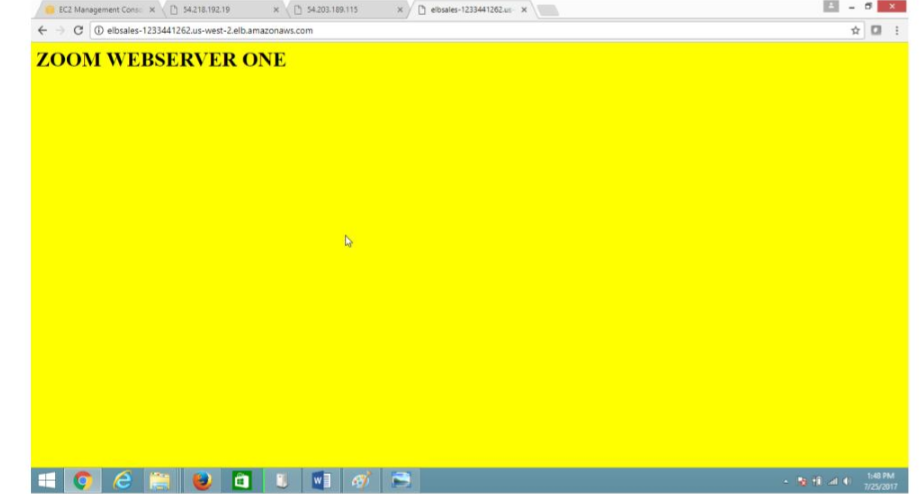 EC2 Management Conso
54.218.192.19
54.203.189.115
elbsales-1233441262.us-
elbsales-1233441262.us-west-2.elb.amazonaws.com
ZOOM WEBSERVER ONE
1:48 PM
7/25/2017